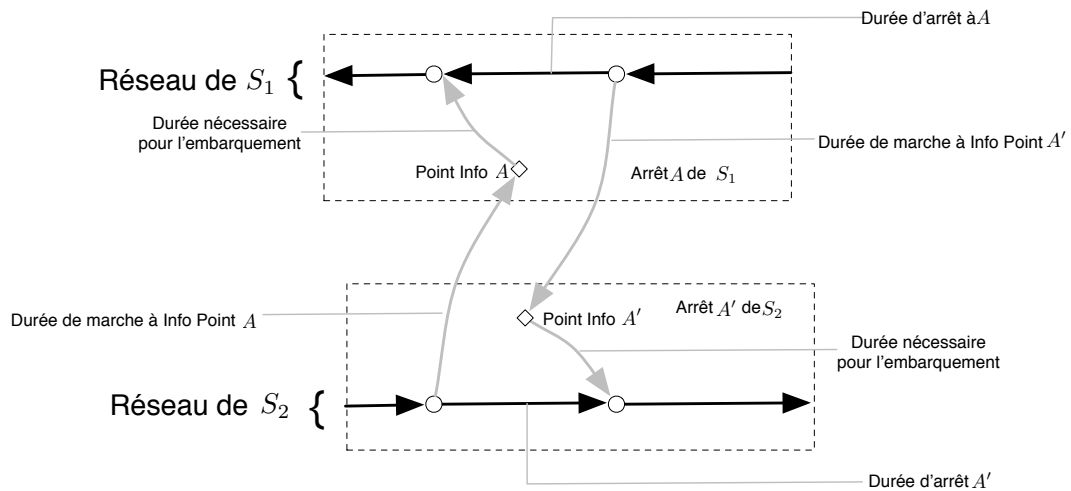 Durée d'arrêt à A
Réseau de S₁ {
Durée nécessaire
pour l'embarquement
Durée de marche à Info Point A′
Point Info A
Arrêt A de S₁
Arrêt A′ de S₂
Durée de marche à Info Point A
Point Info A′
Durée nécessaire
pour l'embarquement
Réseau de S₂ {
Durée d'arrêt A′